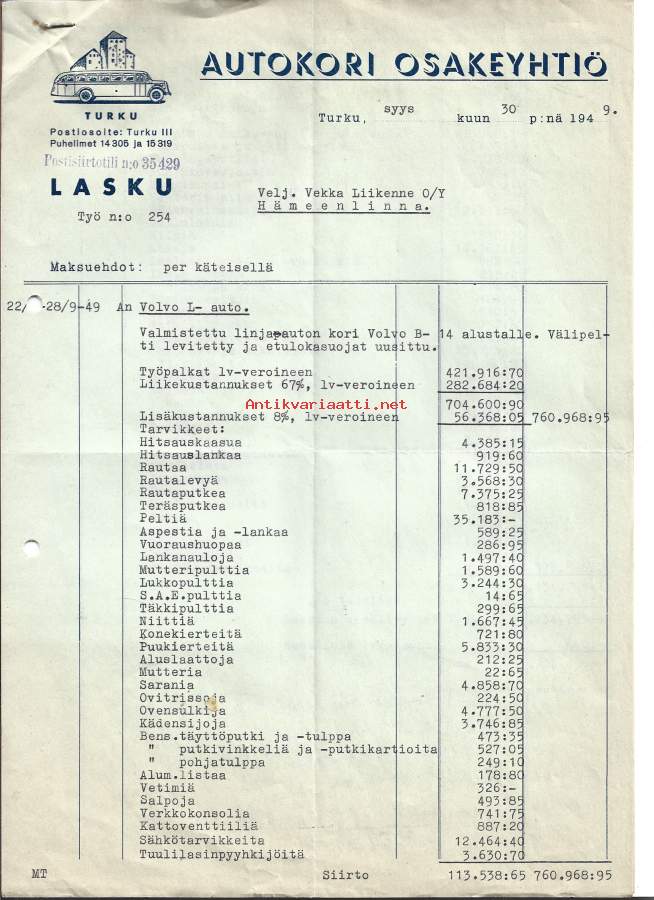 AUTOKORI OSAKEYHTIÖ
TURKU
Postiosoite: Turku III
Puhelimet 14 305 ja 15 319
Postisiirtotili n:o 35429
LASKU
Työ n:o 254
Turku, syys kuun 30 p:nä 194 9.
Velj. Vekka Liikenne O/Y
Hämeenlinna.
Maksuehdot: per käteisellä
22/ -28/9-49 An Volvo L- auto.
Valmistettu linjapauton kori Volvo B-14 alustalle. Välipel-
ti levitetty ja etulokasuojat uusittu.
Työpalkat lv-veroineen 421.916:70
Liikekustannukset 67%, lv-veroineen 282.684:20
Antikvariaatti.net
704.600:90
Lisäkustannukset 8%, lv-veroineen 56.368:05 760.968:95
Tarvikkeet:
Hitsauskaasua 4.385:15
Hitsauslankaa 919:60
Rautaa 11.729:50
Rautalevyä 3.568:30
Rautaputkea 7.375:25
Teräsputkea 818:85
Peltiä 35.183:-
Aspestia ja -lankaa 589:25
Vuoraushuopaa 286:95
Lankanauloja 1.497:40
Mutteripulttia 1.589:60
Lukkopulttia 3.244:30
S.A.E.pulttia 14:65
Täkkipulttia 299:65
Niittiä 1.667:45
Konekierteitä 721:80
Puukierteitä 5.833:30
Aluslaattoja 212:25
Mutteria 22:65
Sarania 4.858:70
Ovitrissoja 224:50
Ovensulkija 4.777:50
Kädensijoja 3.746:85
Bens.täyttöputki ja -tulppa 473:35
" putkivinkkeliä ja -putkikartioita 527:05
" pohjatulppa 249:10
Alum.listaa 178:80
Vetimiä 326:-
Salpoja 493:85
Verkkokonsolia 741:75
Kattoventtiiliä 887:20
Sähkötarvikkeita 12.464:40
Tuulilasinpyyhkijöitä 3.630:70
MT Siirto 113.538:65 760.968:95